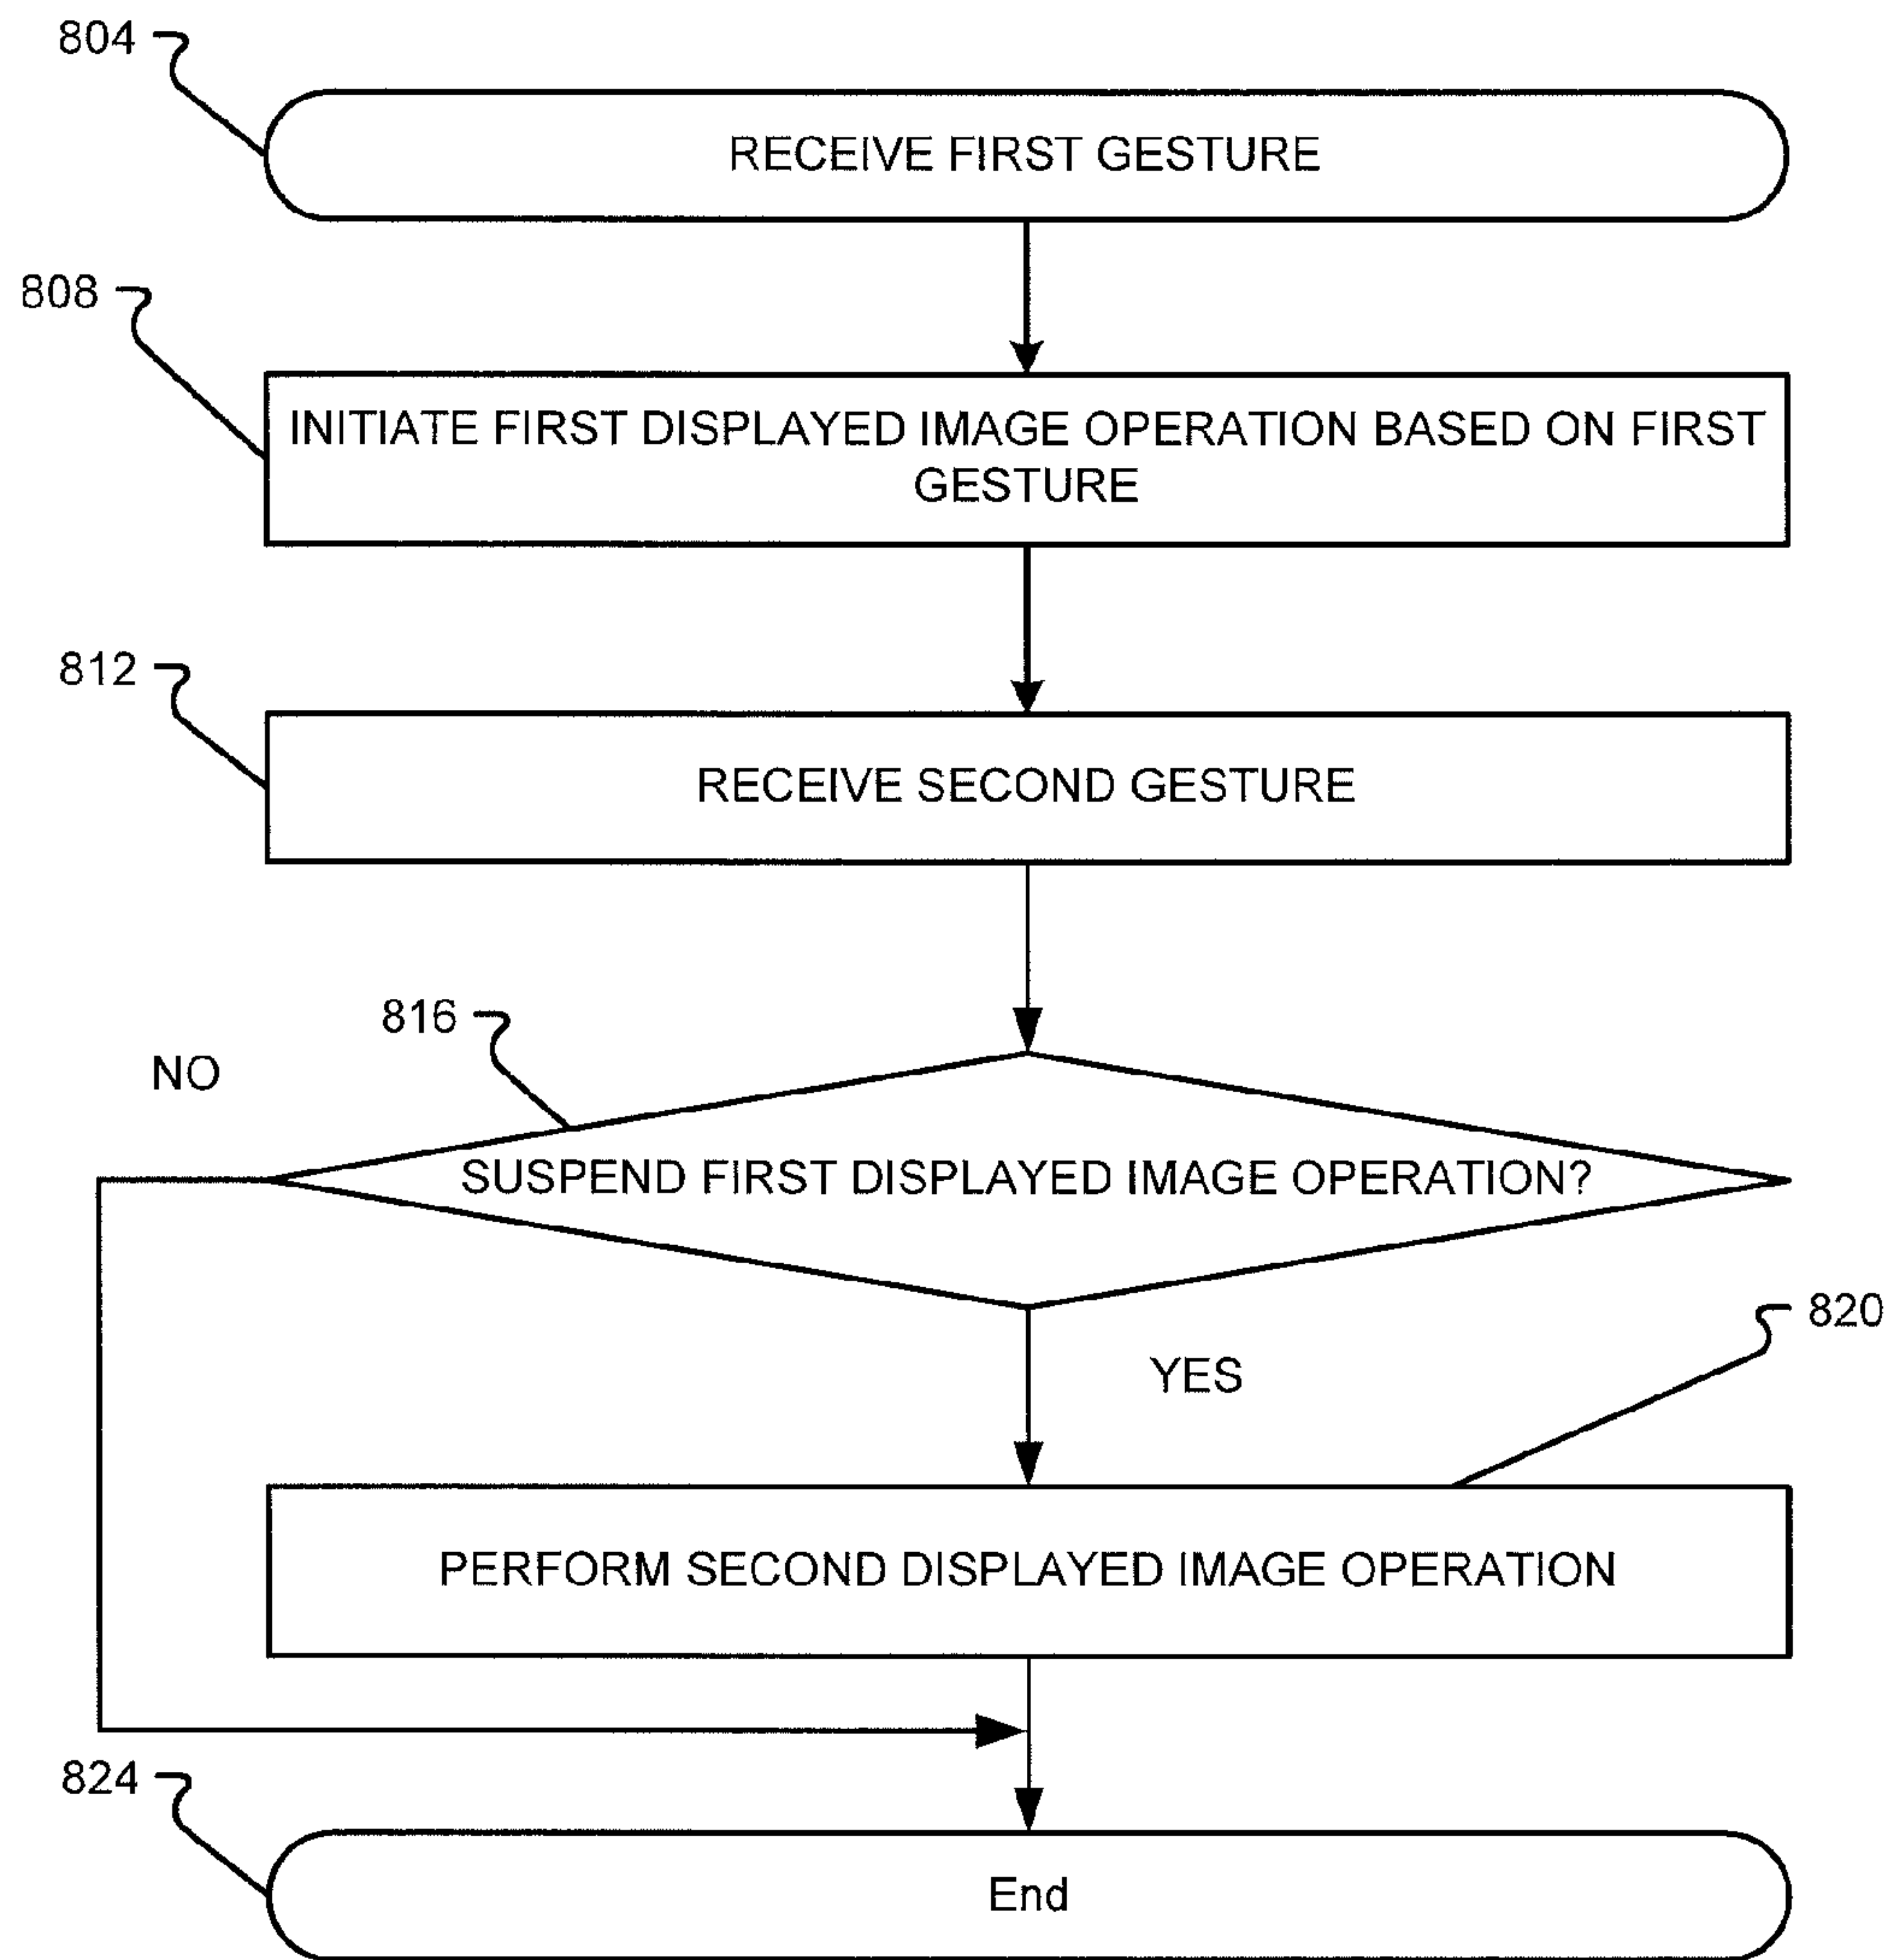 804
RECEIVE FIRST GESTURE
808
INITIATE FIRST DISPLAYED IMAGE OPERATION BASED ON FIRST
GESTURE
812
RECEIVE SECOND GESTURE
816
NO
SUSPEND FIRST DISPLAYED IMAGE OPERATION?
820
YES
PERFORM SECOND DISPLAYED IMAGE OPERATION
824
End